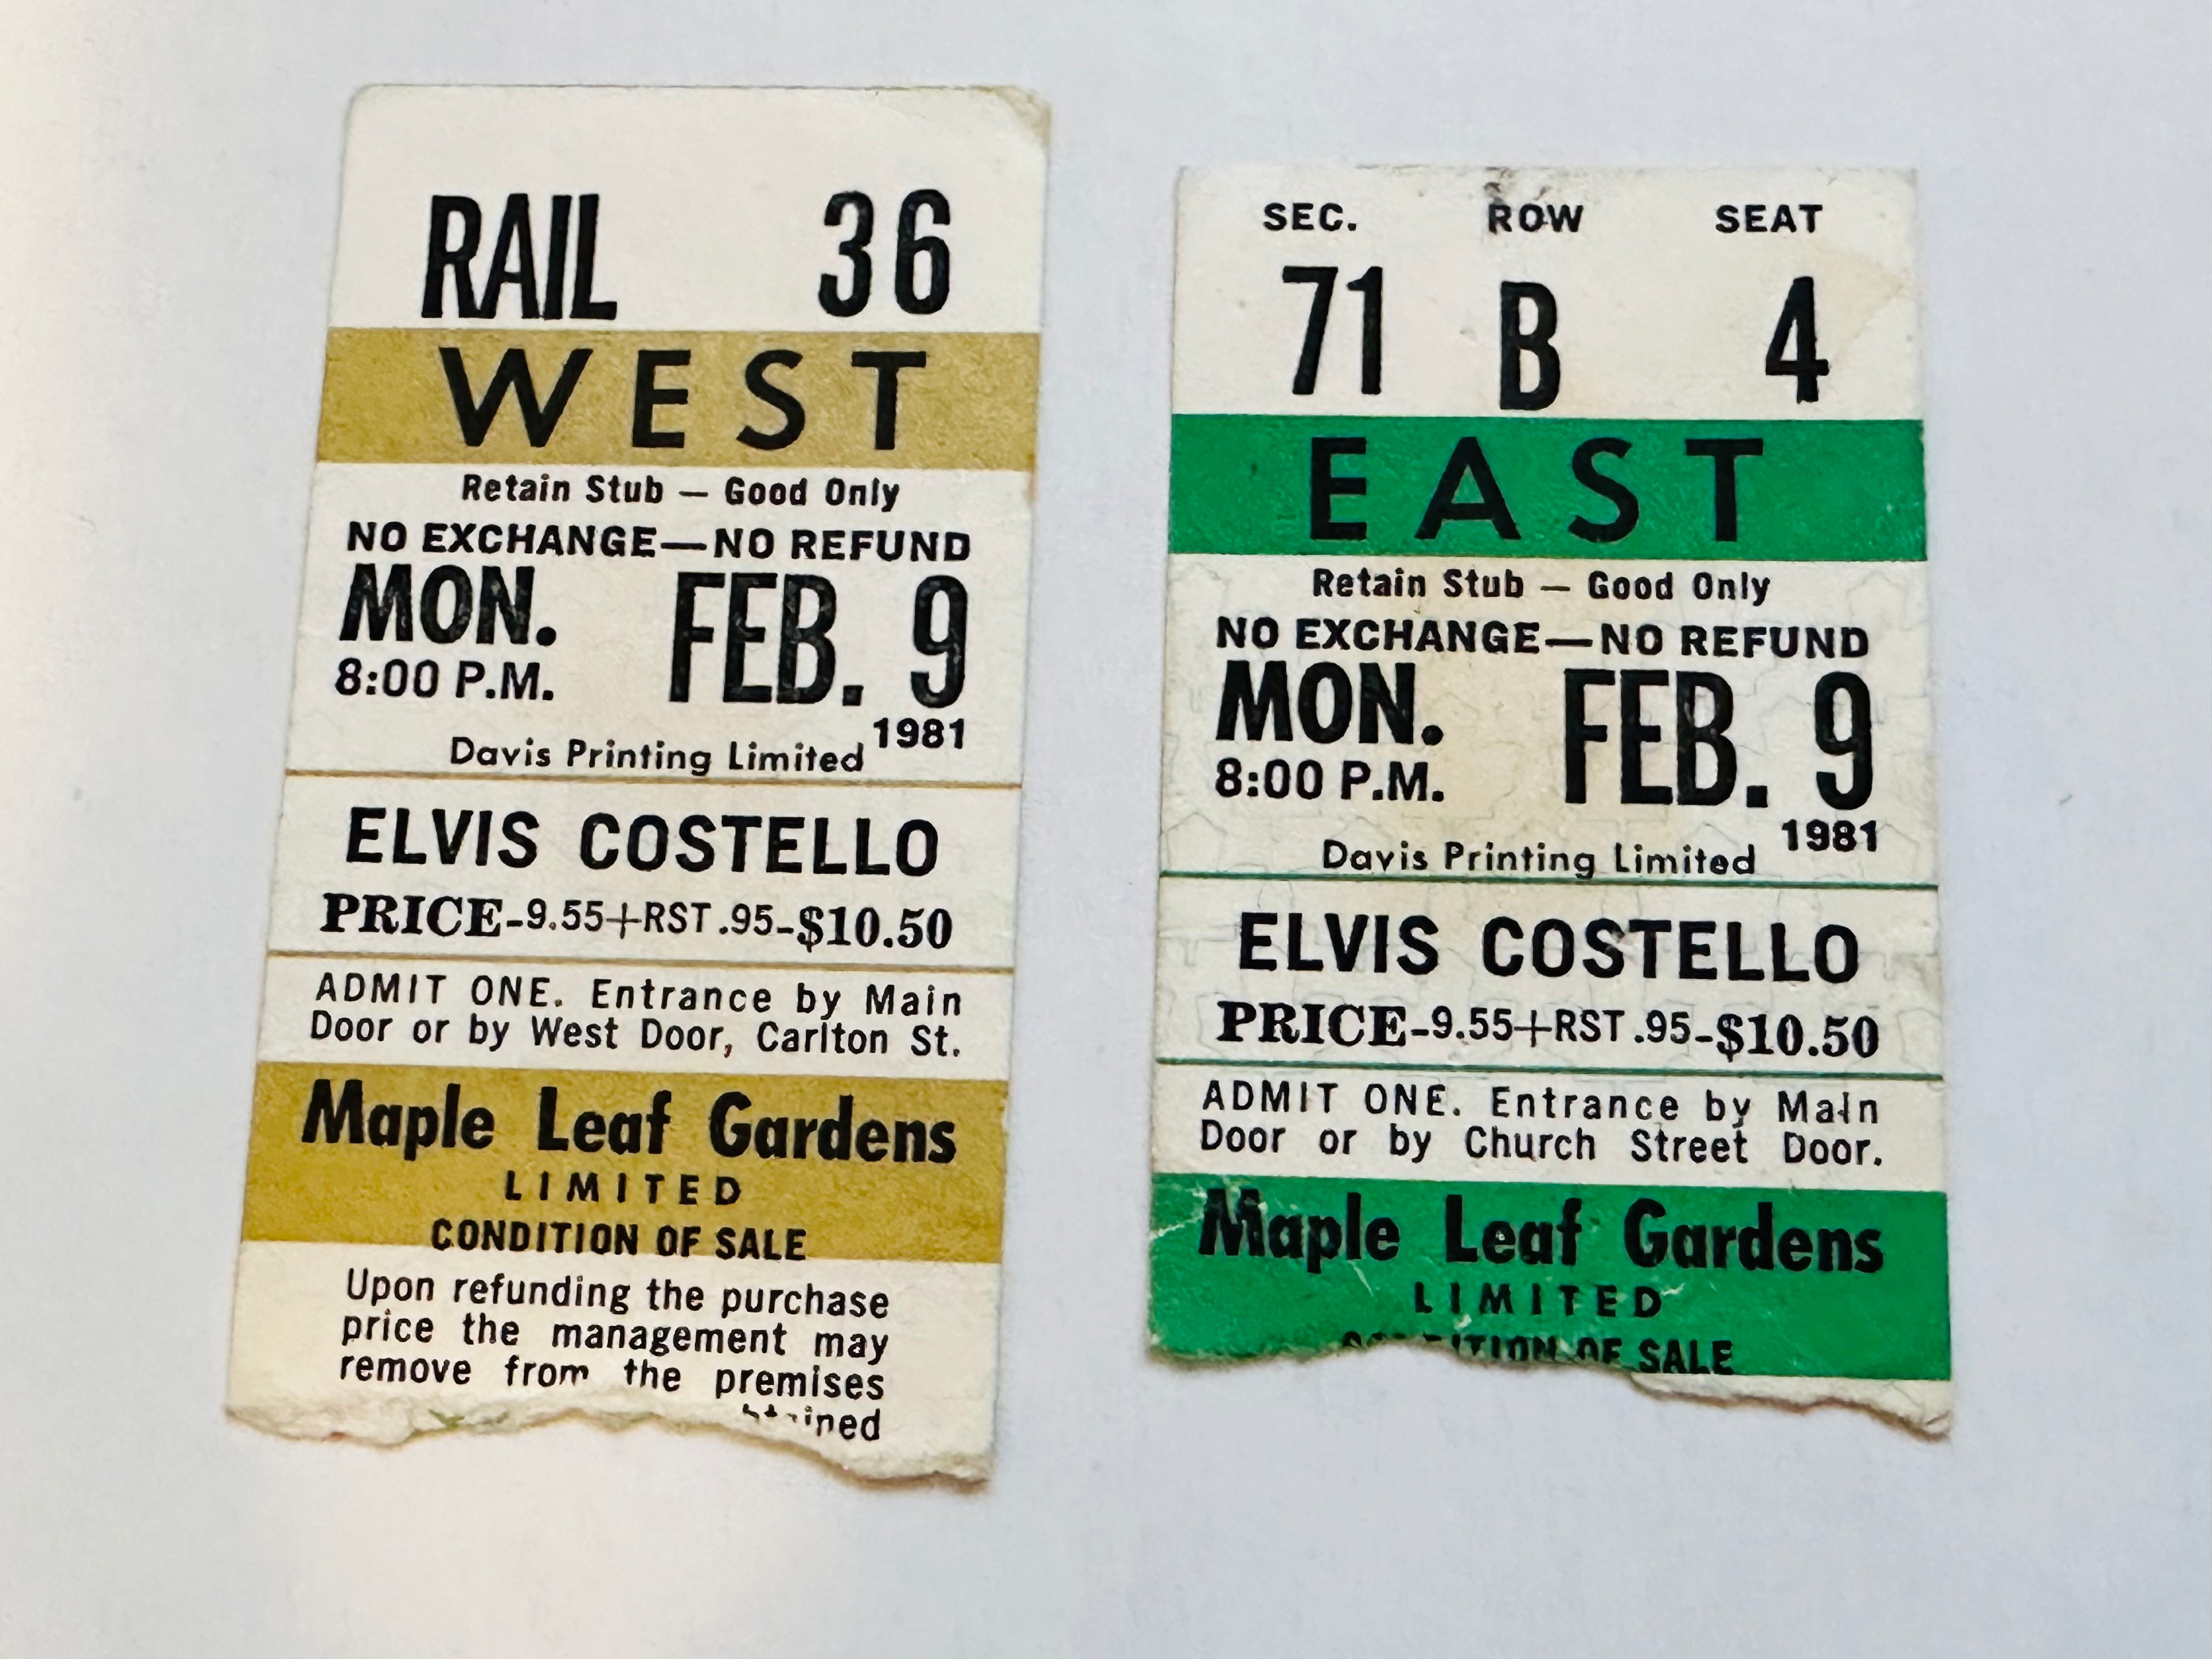 RAIL 36
WEST
Retain Stub — Good Only
NO EXCHANGE—NO REFUND
MON. FEB. 9
8:00 P.M.
1981
Davis Printing Limited
ELVIS COSTELLO
PRICE-9.55+RST .95-$10.50
ADMIT ONE. Entrance by Main
Door or by West Door, Carlton St.
Maple Leaf Gardens
LIMITED
CONDITION OF SALE
Upon refunding the purchase
price the management may
remove from the premises
SEC. ROW SEAT
71 B 4
EAST
Retain Stub — Good Only
NO EXCHANGE—NO REFUND
MON. FEB. 9
8:00 P.M.
1981
Davis Printing Limited
ELVIS COSTELLO
PRICE-9.55+RST .95-$10.50
ADMIT ONE. Entrance by Main
Door or by Church Street Door.
Maple Leaf Gardens
LIMITED
OF SALE